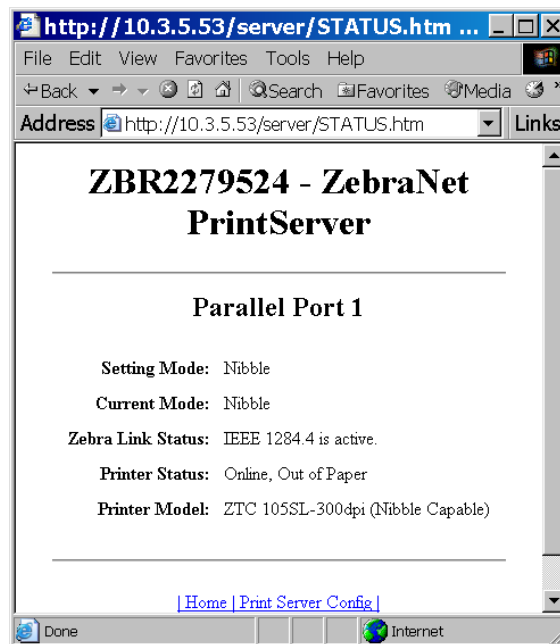 http://10.3.5.53/server/STATUS.htm ...
File Edit View Favorites Tools Help
Back Search Favorites Media »
Address http://10.3.5.53/server/STATUS.htm Links
ZBR2279524 - ZebraNet
PrintServer
Parallel Port 1
Setting Mode: Nibble
Current Mode: Nibble
Zebra Link Status: IEEE 1284.4 is active.
Printer Status: Online, Out of Paper
Printer Model: ZTC 105SL-300dpi (Nibble Capable)
| Home | Print Server Config |
Done Internet